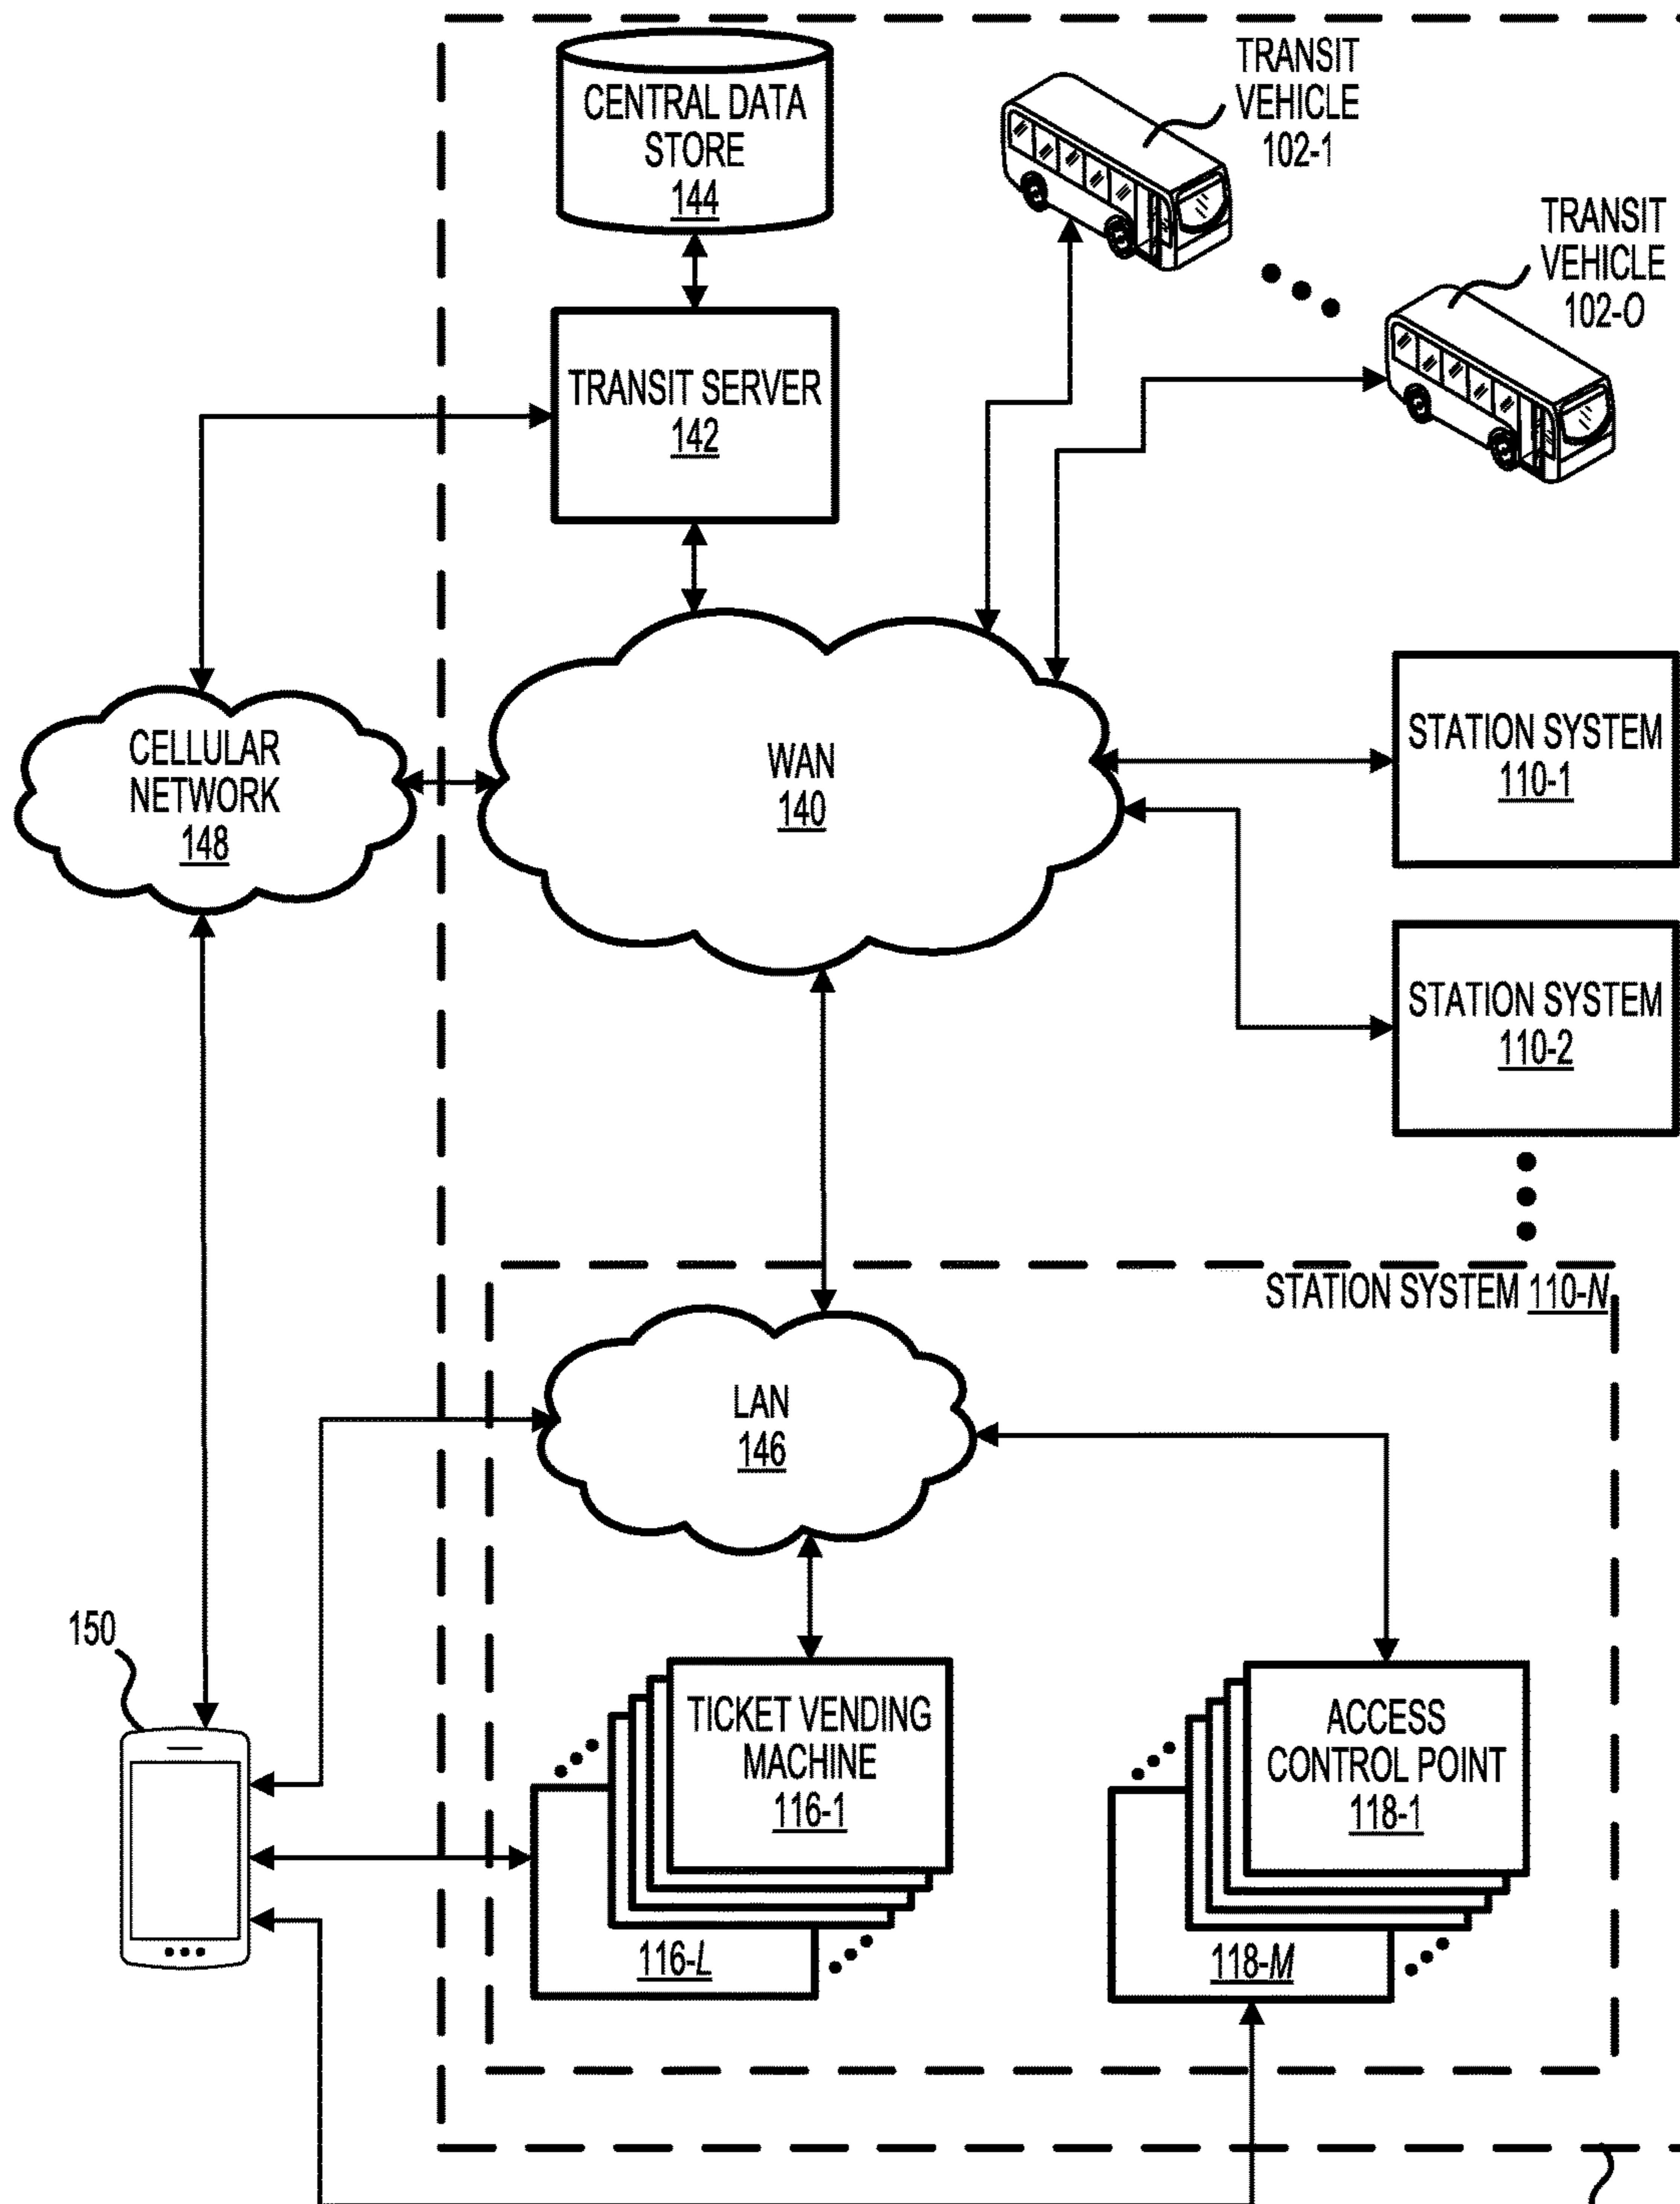 CENTRAL DATA
STORE
144
TRANSIT
VEHICLE
102-1
TRANSIT
VEHICLE
102-O
TRANSIT SERVER
142
CELLULAR
NETWORK
148
WAN
140
STATION SYSTEM
110-1
STATION SYSTEM
110-2
STATION SYSTEM 110-N
LAN
146
150
TICKET VENDING
MACHINE
116-1
116-L
ACCESS
CONTROL POINT
118-1
118-M